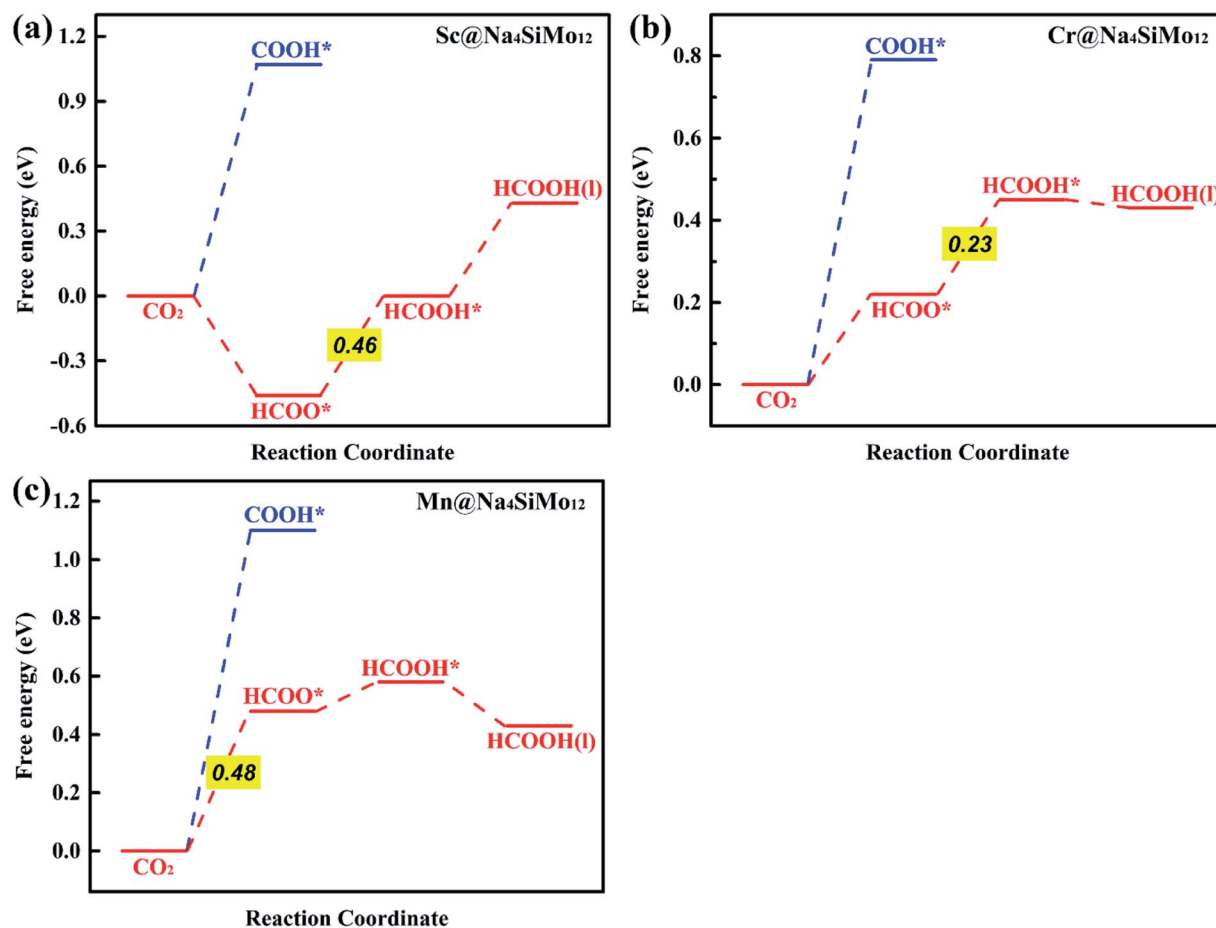 (a)
Sc@Na₄SiMo₁₂
Free energy (eV)
1.2
0.9
0.6
0.3
0.0
-0.3
-0.6
COOH*
HCOOH(l)
CO₂
HCOOH*
0.46
HCOO*
Reaction Coordinate
(b)
Cr@Na₄SiMo₁₂
Free energy (eV)
0.8
0.6
0.4
0.2
0.0
COOH*
HCOOH*
HCOOH(l)
0.23
HCOO*
CO₂
Reaction Coordinate
(c)
Mn@Na₄SiMo₁₂
Free energy (eV)
1.2
1.0
0.8
0.6
0.4
0.2
0.0
COOH*
HCOOH*
HCOO*
HCOOH(l)
0.48
CO₂
Reaction Coordinate